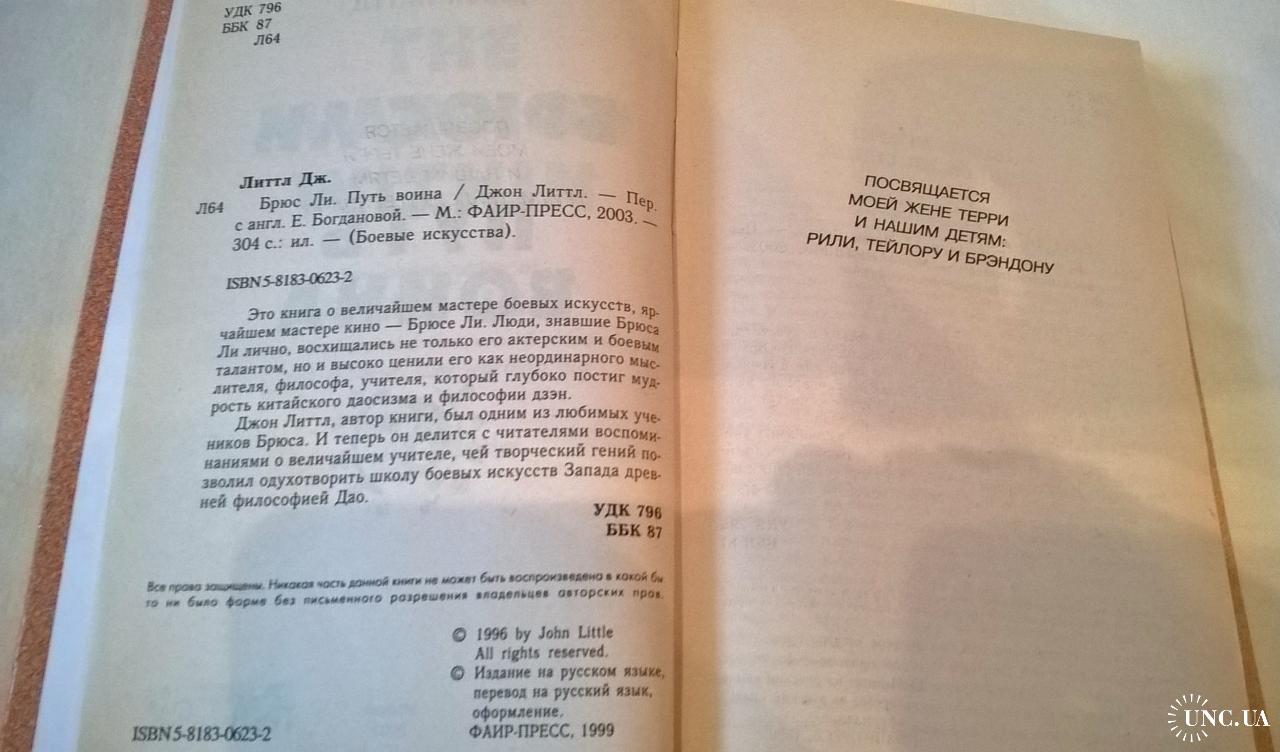 УДК 796
ББК 87
Л64
Литтл Дж.
Л64 Брюс Ли. Путь воина / Джон Литтл. — Пер.
с англ. Е. Богдановой. — М.: ФАИР-ПРЕСС, 2003. —
304 с.: ил. — (Боевые искусства).
ISBN 5-8183-0623-2
Это книга о величайшем мастере боевых искусств, яр-
чайшем мастере кино — Брюсе Ли. Люди, знавшие Брюса
Ли лично, восхищались не только его актерским и боевым
талантом, но и высоко ценили его как неординарного мыс-
лителя, философа, учителя, который глубоко постиг муд-
рость китайского даосизма и философии дзэн.
Джон Литтл, автор книги, был одним из любимых уче-
ников Брюса. И теперь он делится с читателями воспоми-
наниями о величайшем учителе, чей творческий гений по-
зволил одухотворить школу боевых искусств Запада древ-
ней философией Дао.
УДК 796
ББК 87
Все права защищены. Никакая часть данной книги не может быть воспроизведена в какой бы
то ни было форме без письменного разрешения владельцев авторских прав.
© 1996 by John Little
All rights reserved.
© Издание на русском языке,
перевод на русский язык,
оформление.
ФАИР-ПРЕСС, 1999
ISBN 5-8183-0623-2
ПОСВЯЩАЕТСЯ
МОЕЙ ЖЕНЕ ТЕРРИ
И НАШИМ ДЕТЯМ:
РИЛИ, ТЕЙЛОРУ И БРЭНДОНУ
UNC.UA